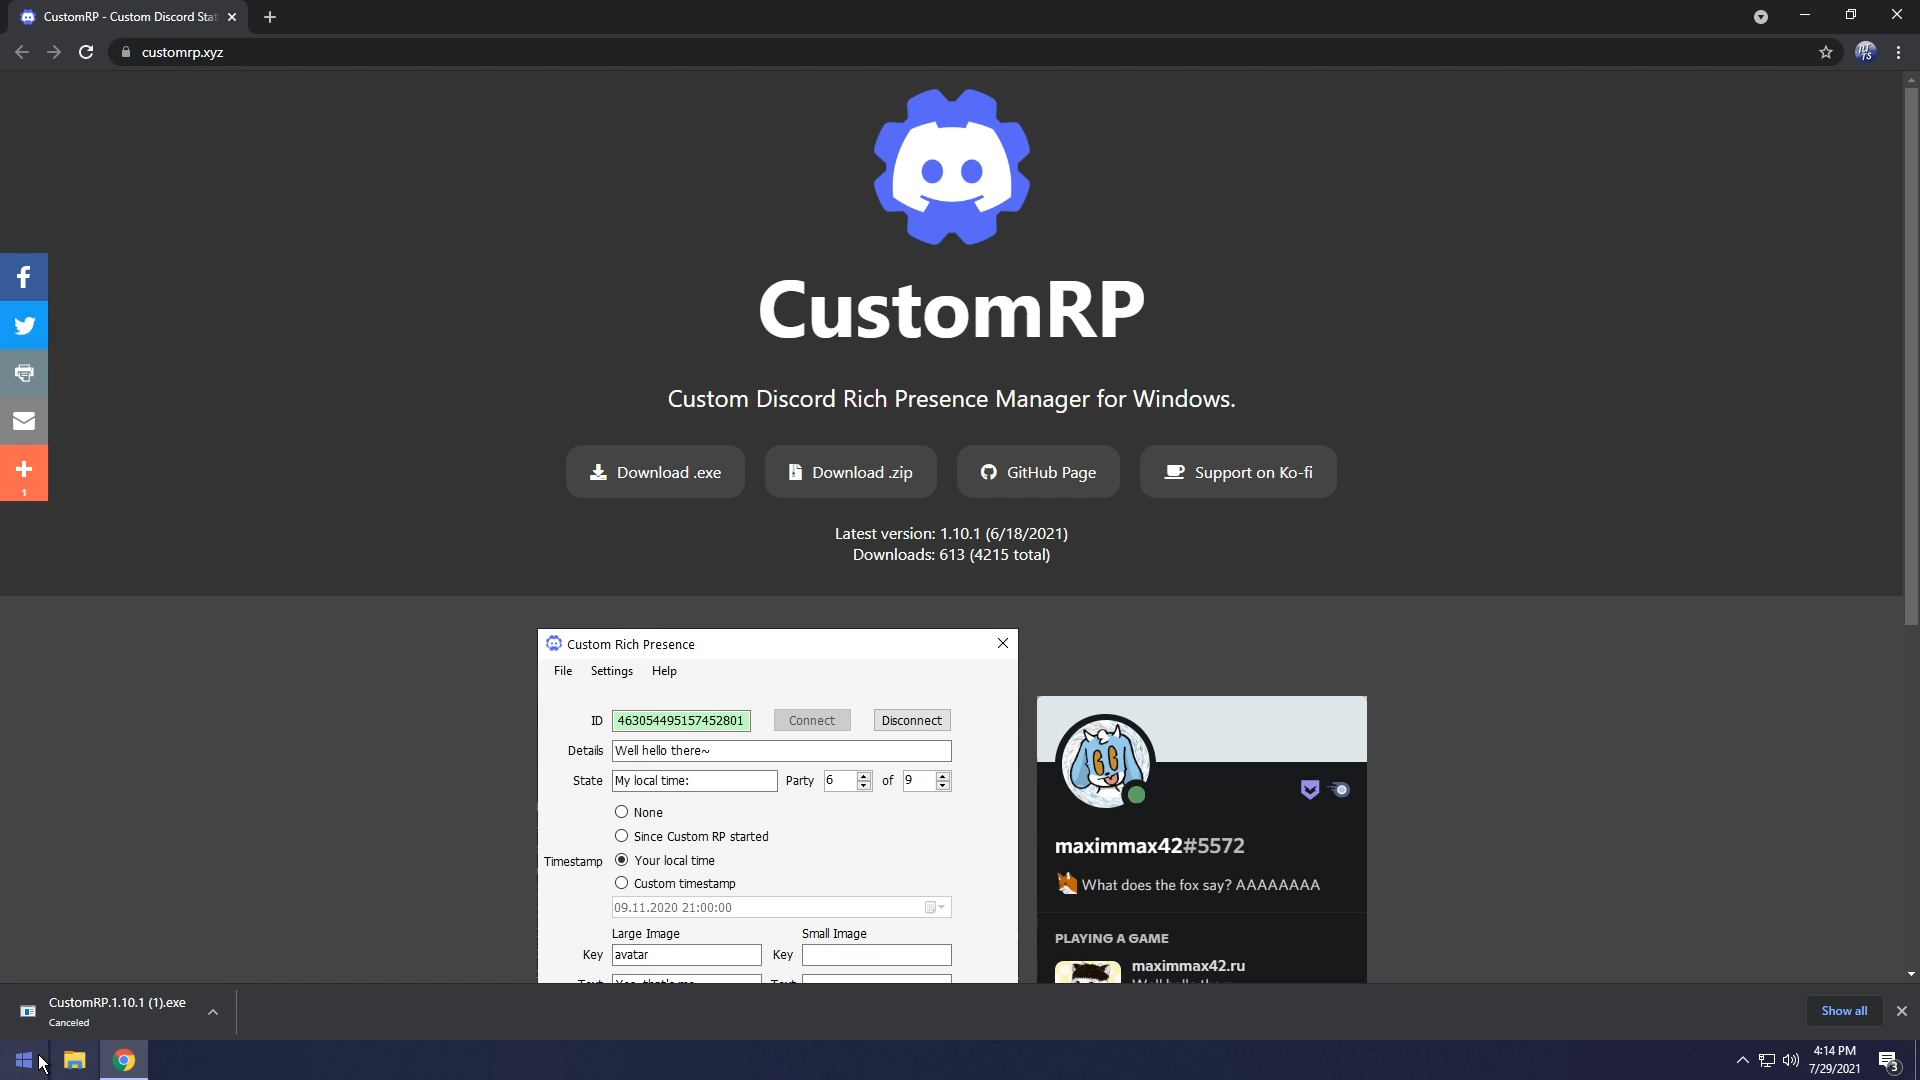 CustomRP - Custom Discord Stat
customrp.xyz
CustomRP
Custom Discord Rich Presence Manager for Windows.
Download .exe
Download .zip
GitHub Page
Support on Ko-fi
Latest version: 1.10.1 (6/18/2021)
Downloads: 613 (4215 total)
1
Custom Rich Presence
File Settings Help
ID 463054495157452801 Connect Disconnect
Details Well hello there~
State My local time: Party 6 of 9
None
Since Custom RP started
Timestamp Your local time
Custom timestamp
09.11.2020 21:00:00
Large Image Small Image
Key avatar Key
maximmax42#5572
What does the fox say? AAAAAAAA
PLAYING A GAME
maximmax42.ru
CustomRP.1.10.1 (1).exe
Canceled
Show all
4:14 PM
7/29/2021
3